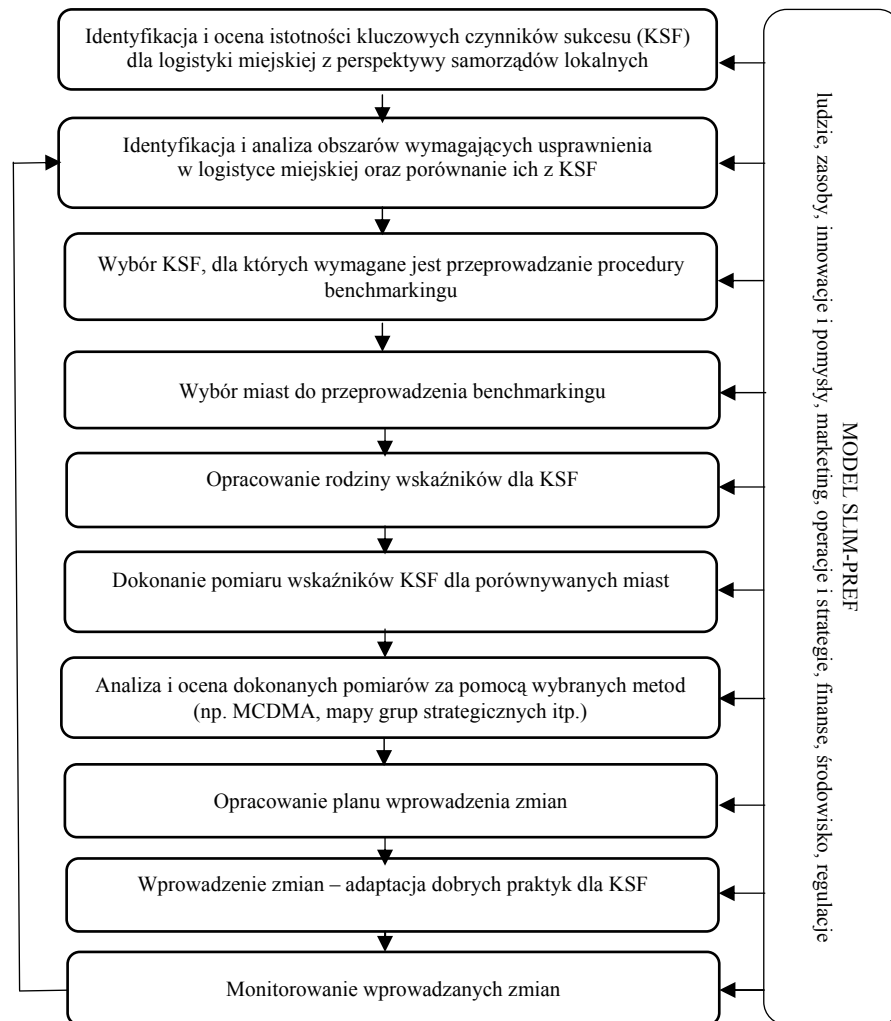 Identyfikacja i ocena istotności kluczowych czynników sukcesu (KSF)
dla logistyki miejskiej z perspektywy samorządów lokalnych
Identyfikacja i analiza obszarów wymagających usprawnienia
w logistyce miejskiej oraz porównanie ich z KSF
Wybór KSF, dla których wymagane jest przeprowadzanie procedury
benchmarkingu
Wybór miast do przeprowadzenia benchmarkingu
Opracowanie rodziny wskaźników dla KSF
Dokonanie pomiaru wskaźników KSF dla porównywanych miast
Analiza i ocena dokonanych pomiarów za pomocą wybranych metod
(np. MCDMA, mapy grup strategicznych itp.)
Opracowanie planu wprowadzenia zmian
Wprowadzenie zmian – adaptacja dobrych praktyk dla KSF
Monitorowanie wprowadzanych zmian
MODEL SLIM-PREF
ludzie, zasoby, innowacje i pomysły, marketing, operacje i strategie, finanse, środowisko, regulacje